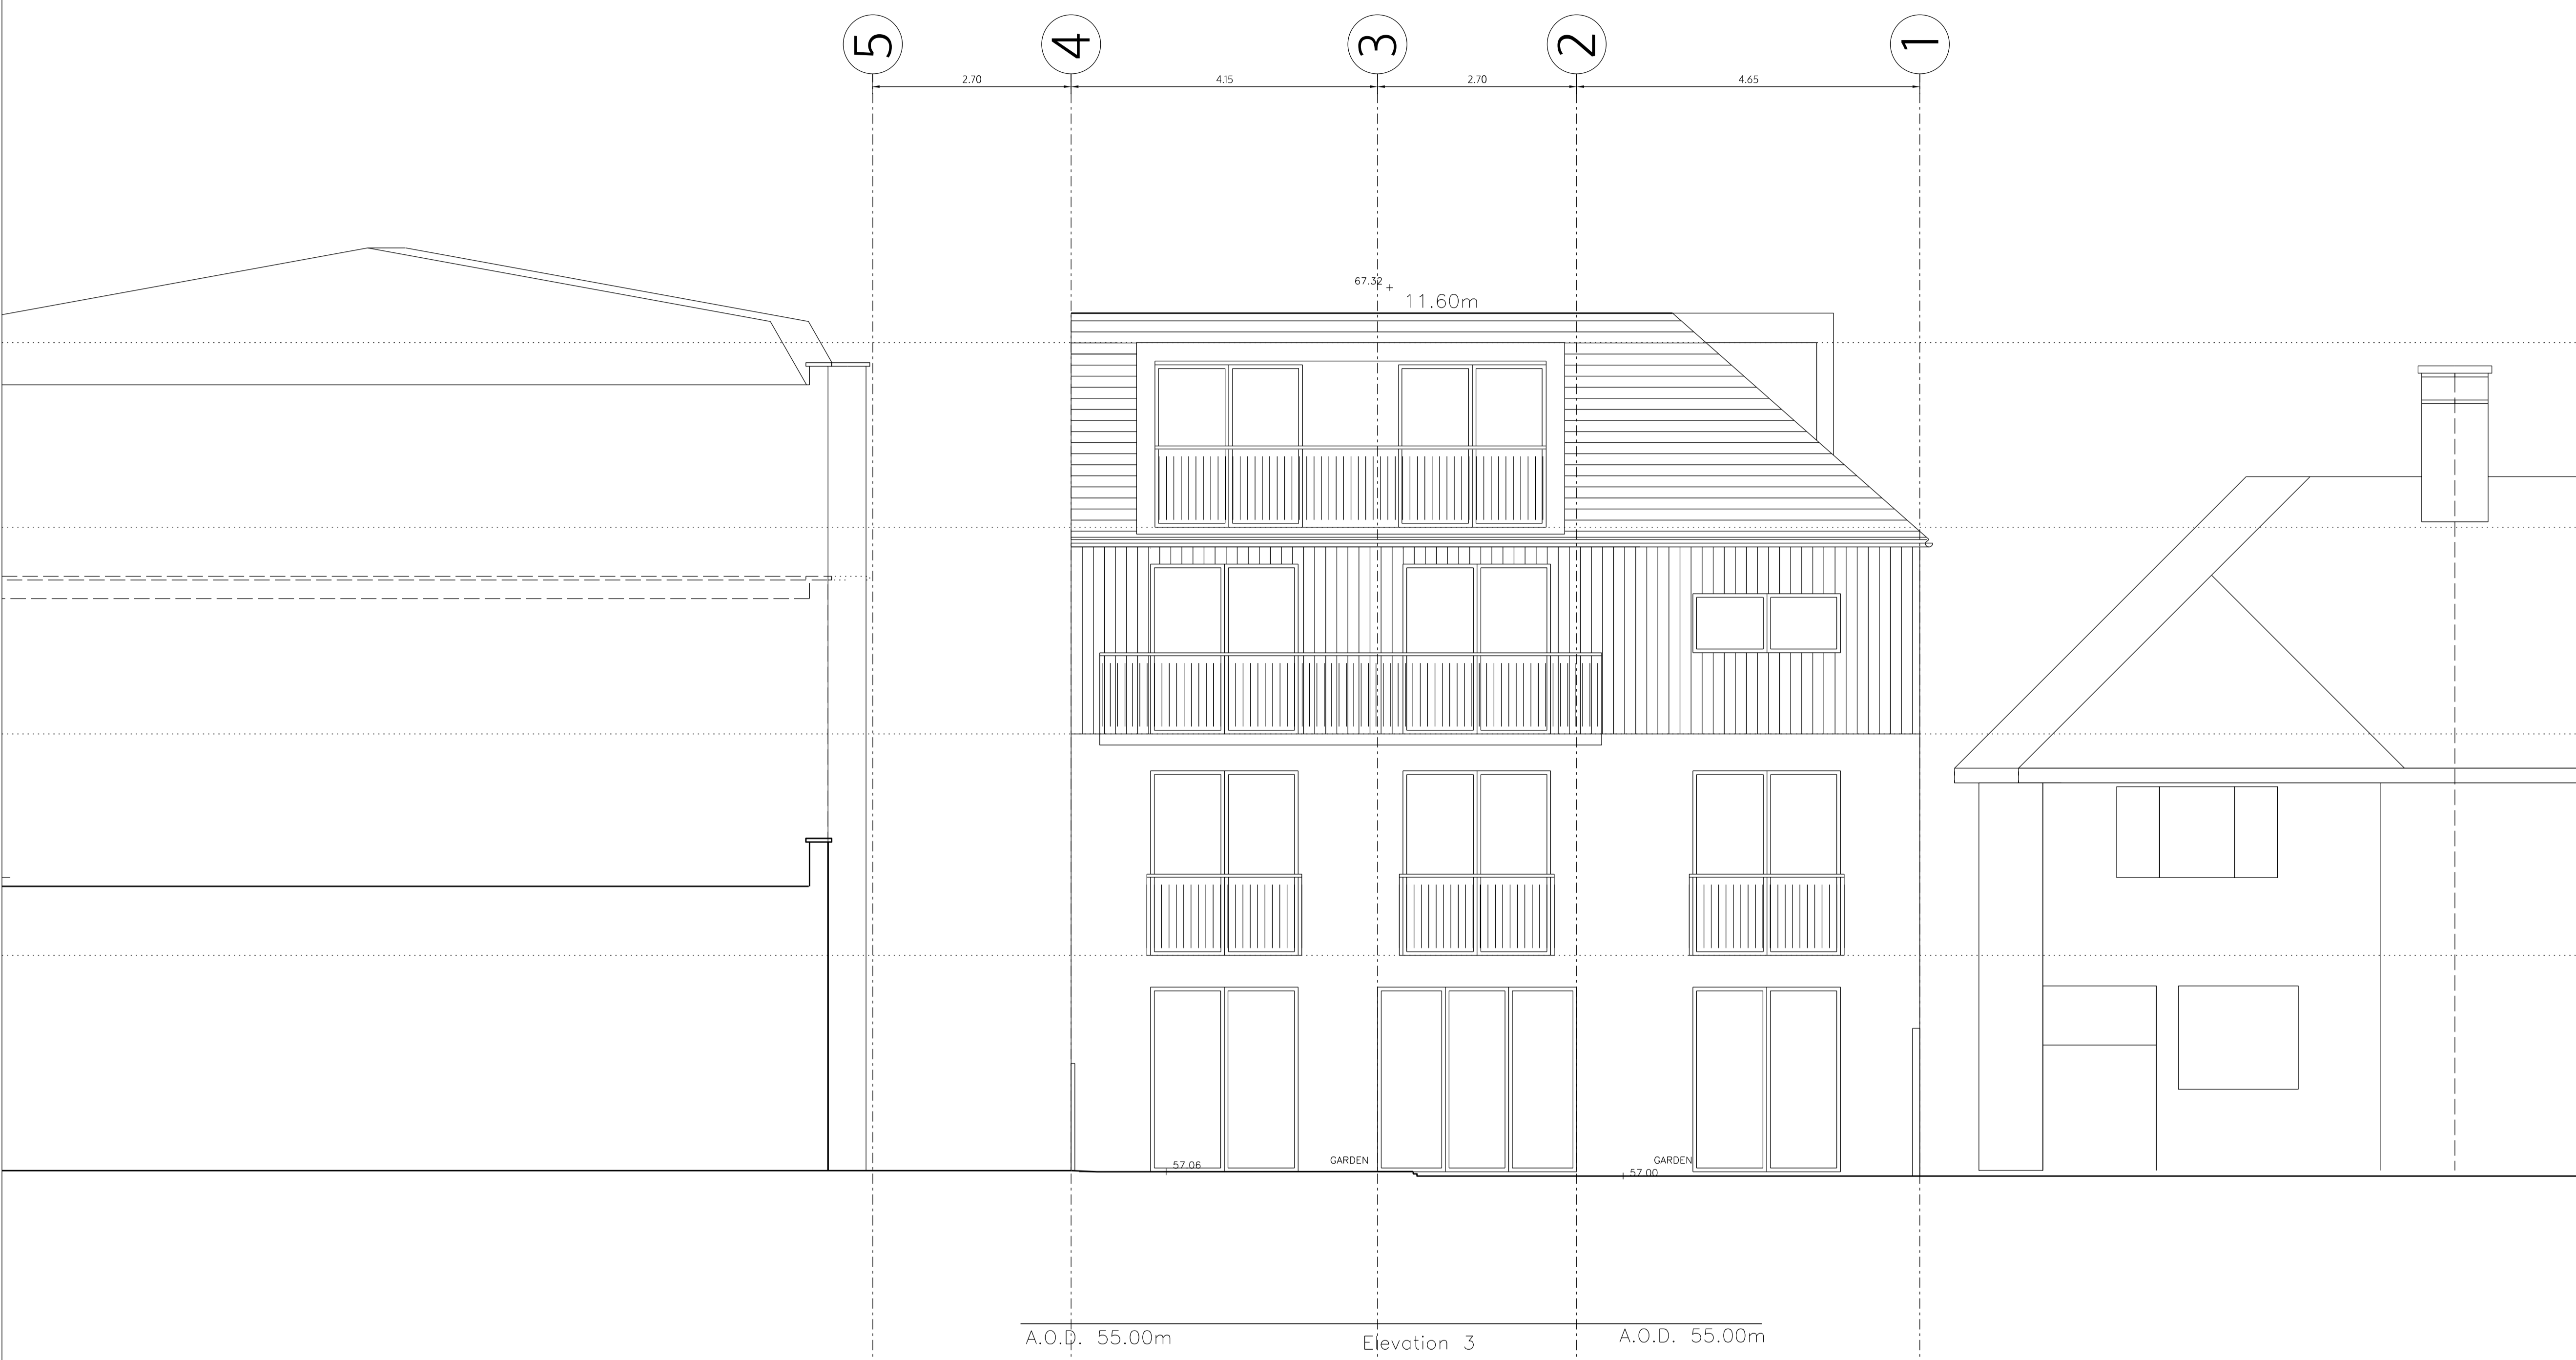 5 4 3 2 1
2.70 4.15 2.70 4.65
67.32
11.60m
GARDEN GARDEN
57.06
57.00
A.O.D. 55.00m
Elevation 3
A.O.D. 55.00m